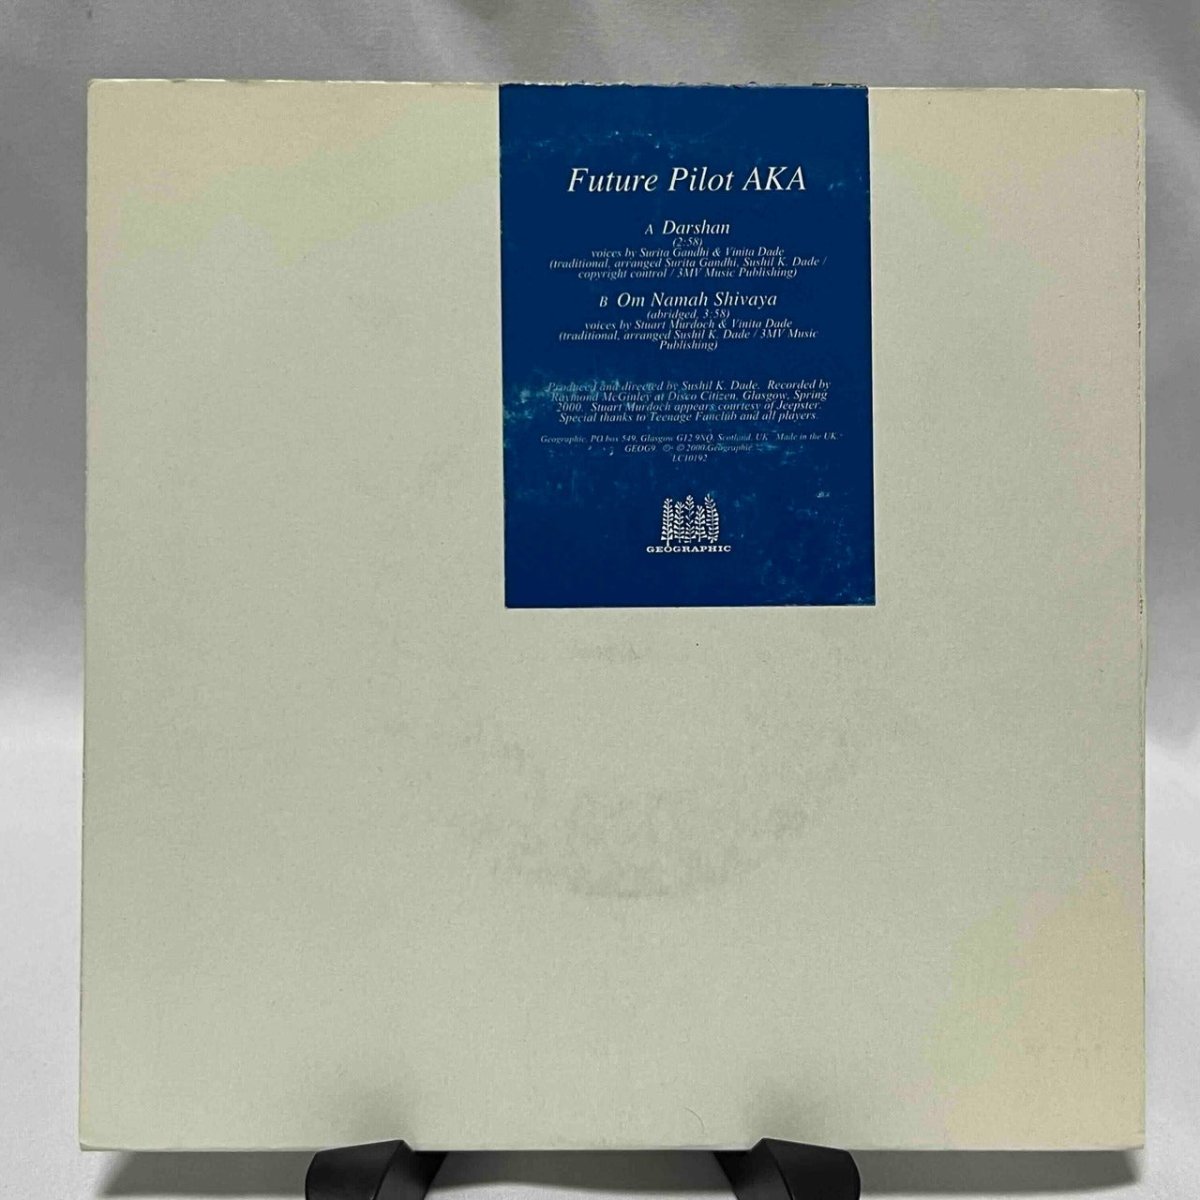 Future Pilot AKA
A Darshan
(2:58)
voices by Surita Gandhi & Vinita Dade
(traditional, arranged Surita Gandhi, Sushil K. Dade /
copyright control / 3MV Music Publishing)
B Om Namah Shivaya
(abridged, 3:58)
voices by Stuart Murdoch & Vinita Dade
(traditional, arranged Sushil K. Dade / 3MV Music
Publishing)
Produced and directed by Sushil K. Dade. Recorded by
Raymond McGinley at Disco Citizen, Glasgow, Spring
2000. Stuart Murdoch appears courtesy of Jeepster.
Special thanks to Teenage Fanclub and all players.
Geographic, PO box 549, Glasgow G12 9NQ, Scotland, UK. Made in the UK.
GEOG9. ℗ © 2000 Geographic
LC10192
GEOGRAPHIC